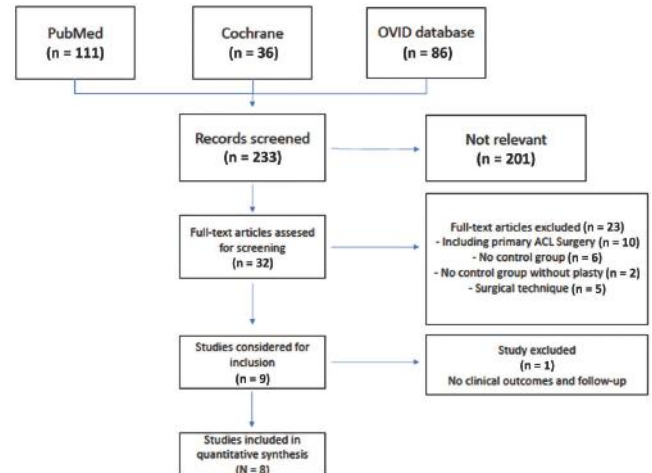 PubMed
(n = 111)
Cochrane
(n = 36)
OVID database
(n = 86)
Records screened
(n = 233)
Not relevant
(n = 201)
Full-text articles assesed
for screening
(n = 32)
Full-text articles excluded (n = 23)
- Including primary ACL Surgery (n = 10)
- No control group (n = 6)
- No control group without plasty (n = 2)
- Surgical technique (n = 5)
Studies considered for
inclusion
(n = 9)
Study excluded
(n = 1)
No clinical outcomes and follow-up
Studies included in
quantitative synthesis
(N = 8)